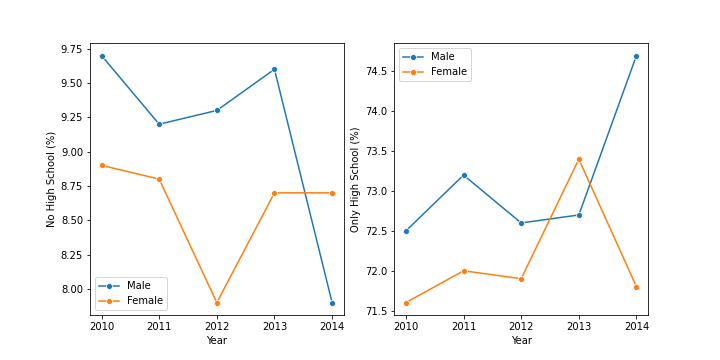 No High School (%)
9.75
9.50
9.25
9.00
8.75
8.50
8.25
8.00
Male
Female
2010 2011 2012 2013 2014
Year
Only High School (%)
74.5
74.0
73.5
73.0
72.5
72.0
71.5
Male
Female
2010 2011 2012 2013 2014
Year